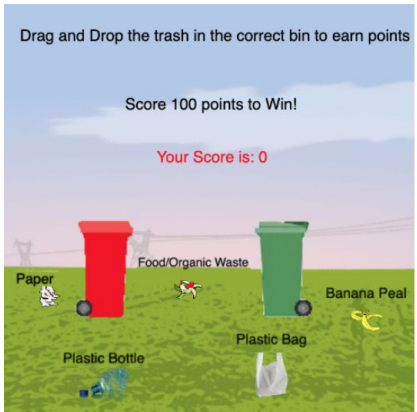 Drag and Drop the trash in the correct bin to earn points
Score 100 points to Win!
Your Score is: 0
Food/Organic Waste
Paper
Banana Peal
Plastic Bag
Plastic Bottle